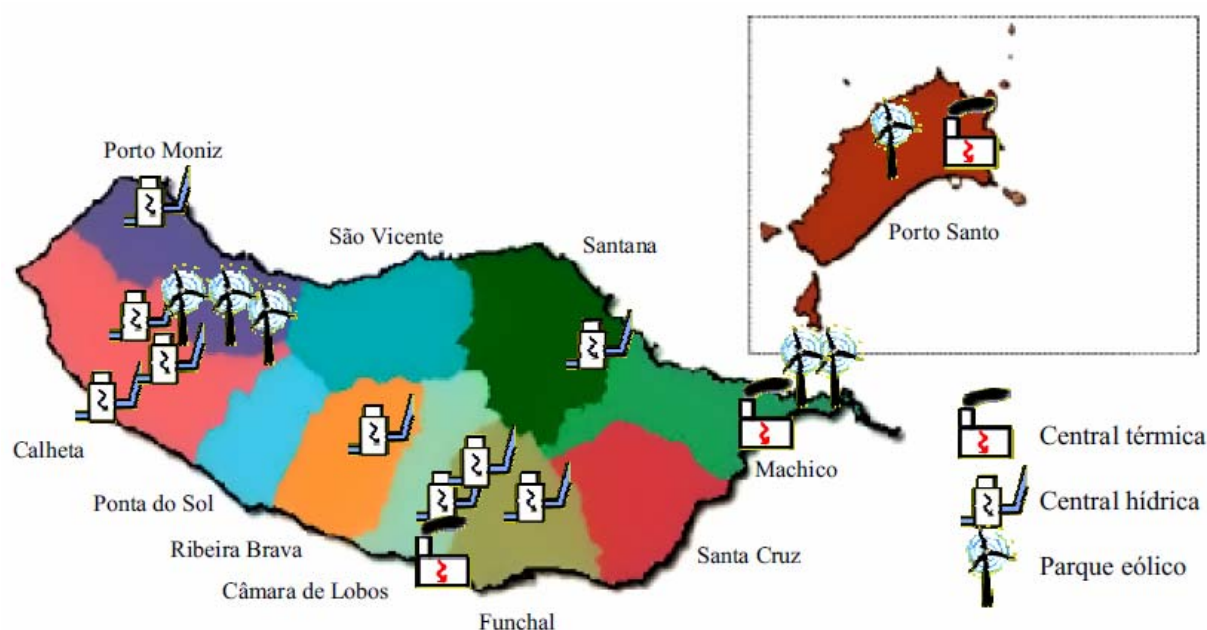 Porto Moniz
São Vicente
Santana
Porto Santo
Calheta
Ponta do Sol
Ribeira Brava
Câmara de Lobos
Funchal
Santa Cruz
Machico
Central térmica
Central hídrica
Parque eólico